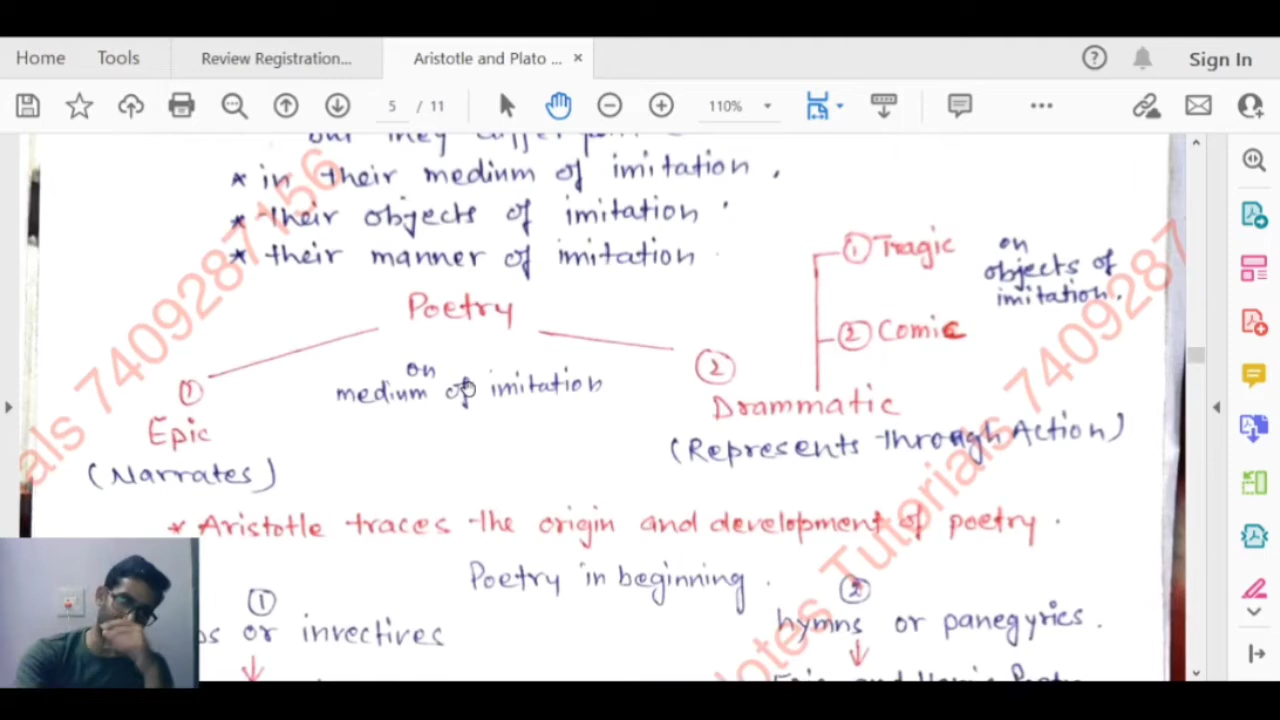 Home Tools Review Registration... Aristotle and Plato ... × Sign In
5 / 11 110%
in their medium of imitation ,
their objects of imitation
their manner of imitation
① Tragic
on
objects of
imitation.
② Comic
Poetry
on
medium of imitation
①
Epic
(Narrates)
②
Drammatic
(Represents through Action)
* Aristotle traces the origin and development of poetry .
Poetry in beginning .
①
or invectives
②
hymns or panegyrics .
7409287156
Tutorials 7409287